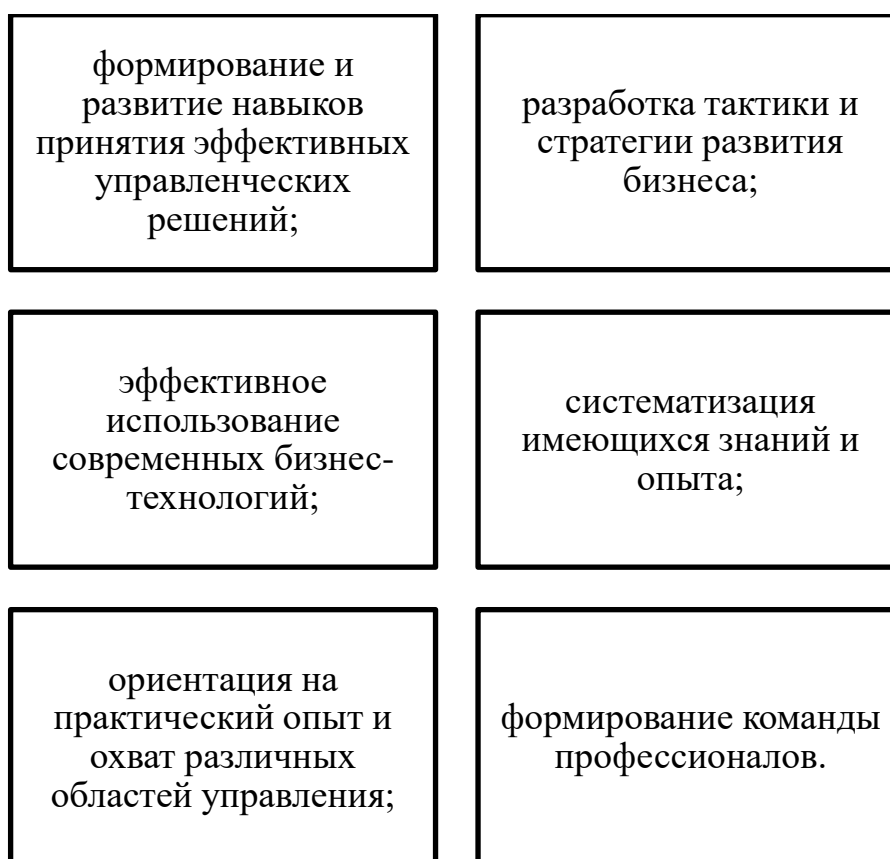 формирование и
развитие навыков
принятия эффективных
управленческих
решений;
разработка тактики и
стратегии развития
бизнеса;
эффективное
использование
современных бизнес-
технологий;
систематизация
имеющихся знаний и
опыта;
ориентация на
практический опыт и
охват различных
областей управления;
формирование команды
профессионалов.